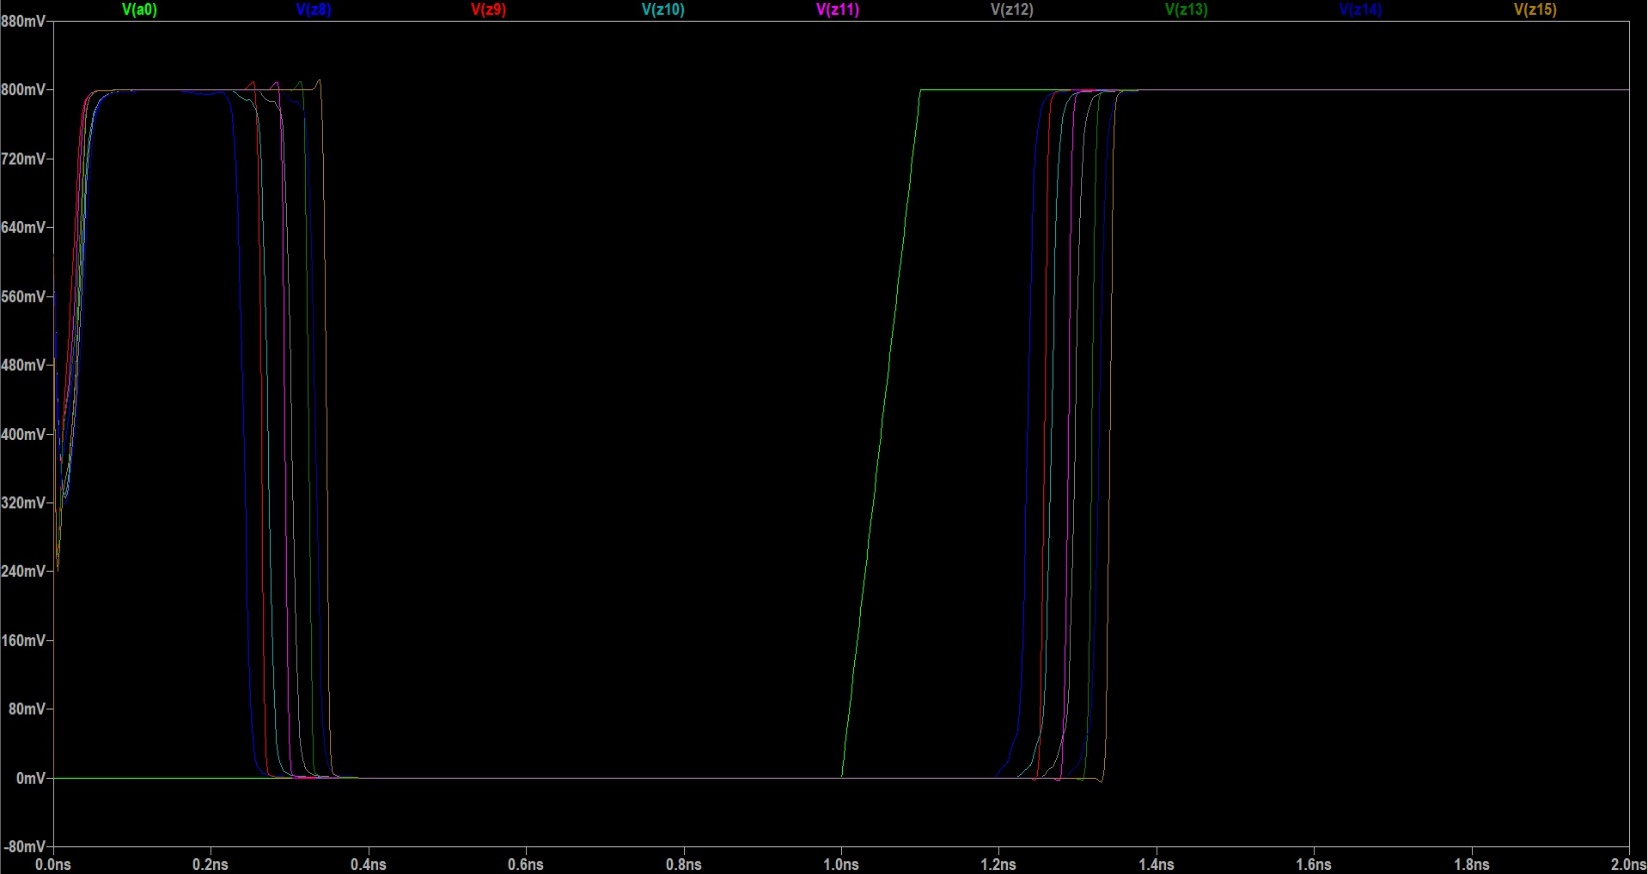 V(a0) V(z8) V(z9) V(z10) V(z11) V(z12) V(z13) V(z14) V(z15)
880mV
800mV
720mV
640mV
560mV
480mV
400mV
320mV
240mV
160mV
80mV
0mV
-80mV
0.0ns 0.2ns 0.4ns 0.6ns 0.8ns 1.0ns 1.2ns 1.4ns 1.6ns 1.8ns 2.0ns